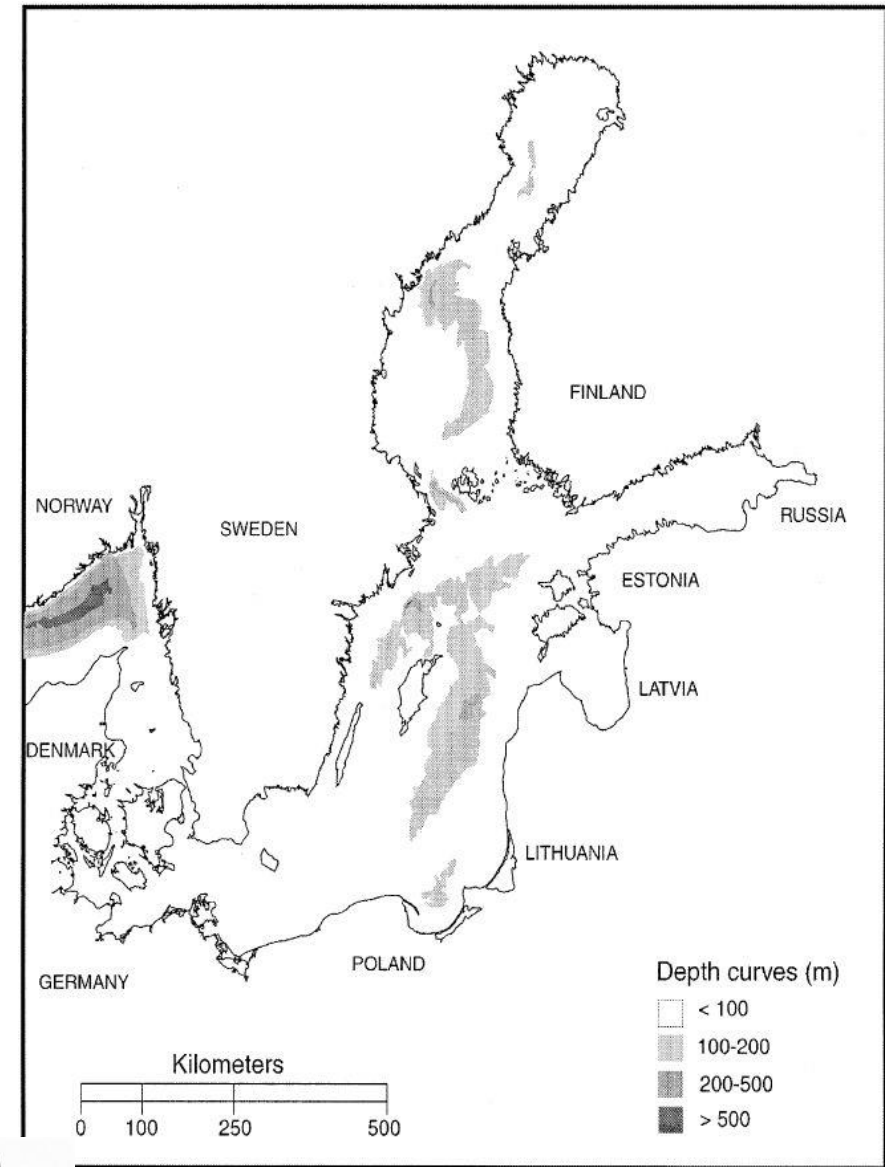 FINLAND
NORWAY
SWEDEN
RUSSIA
ESTONIA
LATVIA
DENMARK
LITHUANIA
POLAND
GERMANY
Depth curves (m)
< 100
100-200
200-500
> 500
Kilometers
0 100 250 500